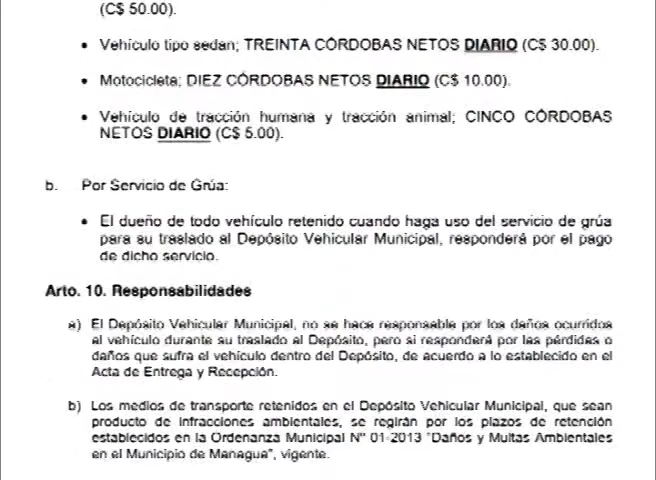 (C$ 50.00).
• Vehículo tipo sedan; TREINTA CÓRDOBAS NETOS DIARIO (C$ 30.00).
• Motocicleta; DIEZ CÓRDOBAS NETOS DIARIO (C$ 10.00).
• Vehículo de tracción humana y tracción animal; CINCO CÓRDOBAS
NETOS DIARIO (C$ 5.00).
b. Por Servicio de Grúa:
• El dueño de todo vehículo retenido cuando haga uso del servicio de grúa
para su traslado al Depósito Vehicular Municipal, responderá por el pago
de dicho servicio.
Arto. 10. Responsabilidades
a) El Depósito Vehicular Municipal, no se hace responsable por los daños ocurridos
al vehículo durante su traslado al Depósito, pero si responderá por las pérdidas o
daños que sufra el vehículo dentro del Depósito, de acuerdo a lo establecido en el
Acta de Entrega y Recepción.
b) Los medios de transporte retenidos en el Depósito Vehicular Municipal, que sean
producto de infracciones ambientales, se regirán por los plazos de retención
establecidos en la Ordenanza Municipal N° 01-2013 "Daños y Multas Ambientales
en el Municipio de Managua", vigente.